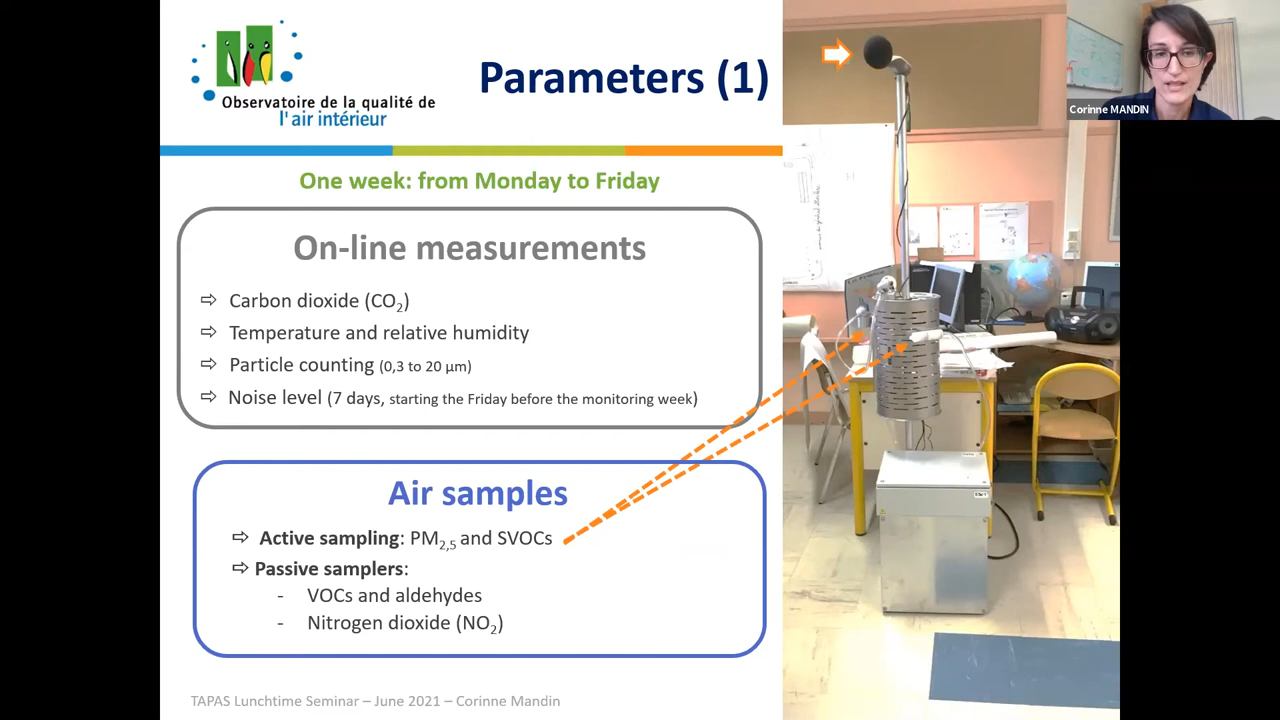 Observatoire de la qualité de
l'air intérieur
Parameters (1)
Corinne MANDIN
One week: from Monday to Friday
On-line measurements
⇨ Carbon dioxide (CO₂)
⇨ Temperature and relative humidity
⇨ Particle counting (0,3 to 20 µm)
⇨ Noise level (7 days, starting the Friday before the monitoring week)
Air samples
⇨ Active sampling: PM₂,₅ and SVOCs
⇨ Passive samplers:
- VOCs and aldehydes
- Nitrogen dioxide (NO₂)
TAPAS Lunchtime Seminar – June 2021 – Corinne Mandin